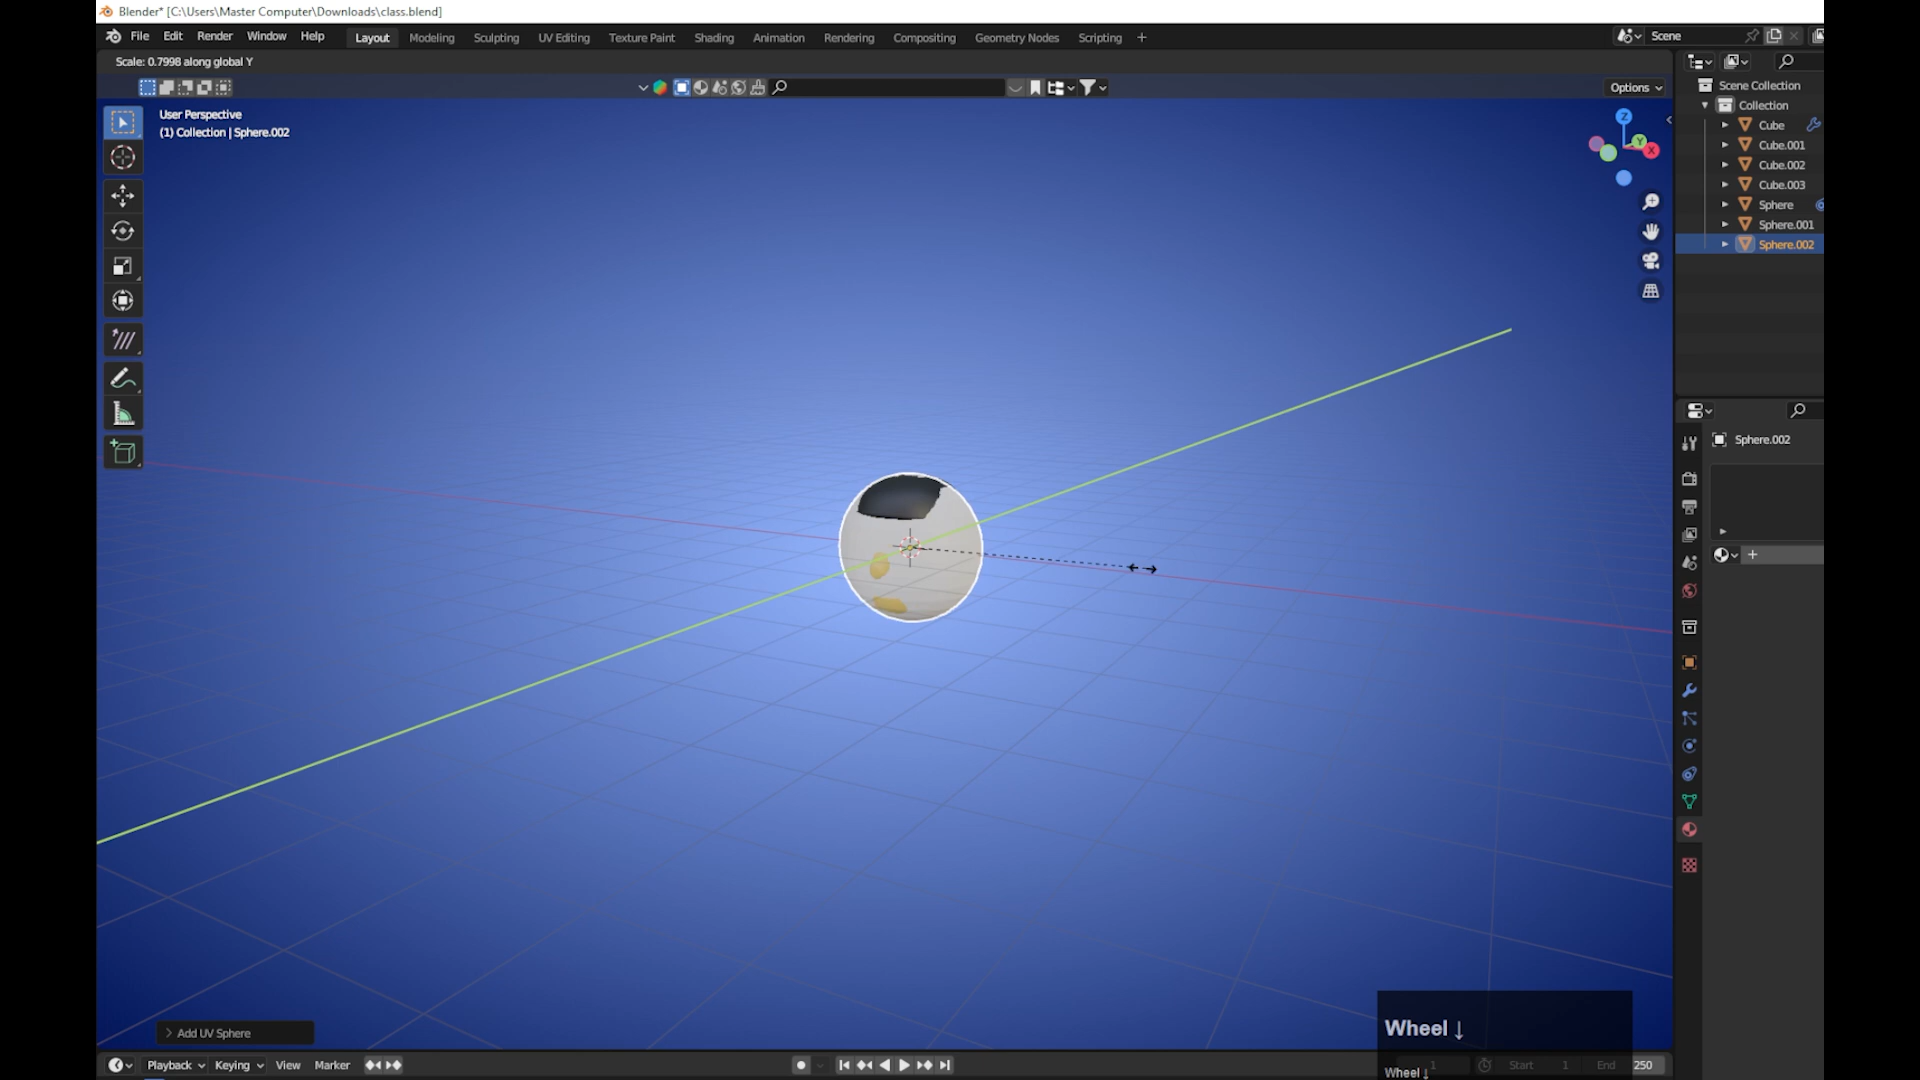 Blender* [C:\Users\Master Computer\Downloads\class.blend]
File Edit Render Window Help Layout Modeling Sculpting UV Editing Texture Paint Shading Animation Rendering Compositing Geometry Nodes Scripting + Scene
Scale: 0.7998 along global Y
Options
User Perspective
(1) Collection | Sphere.002
Z
Y
X
Scene Collection
Collection
Cube
Cube.001
Cube.002
Cube.003
Sphere
Sphere.001
Sphere.002
Sphere.002
Add UV Sphere
Wheel ↓
Wheel ↓
Playback Keying View Marker 1 Start 1 End 250